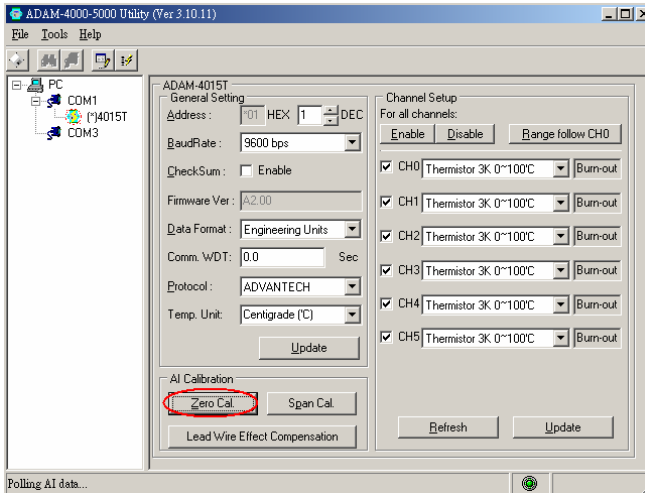 ADAM-4000-5000 Utility (Ver 3.10.11)
File Tools Help
PC
COM1
(*)4015T
COM3
ADAM-4015T
General Setting
Address : *01 HEX 1 DEC
BaudRate : 9600 bps
CheckSum : Enable
Firmware Ver : A2.00
Data Format : Engineering Units
Comm. WDT: 0.0 Sec
Protocol : ADVANTECH
Temp. Unit: Centigrade (°C)
Update
AI Calibration
Zero Cal. Span Cal.
Lead Wire Effect Compensation
Channel Setup
For all channels:
Enable Disable Range follow CH0
CH0 Thermistor 3K 0~100°C Burn-out
CH1 Thermistor 3K 0~100°C Burn-out
CH2 Thermistor 3K 0~100°C Burn-out
CH3 Thermistor 3K 0~100°C Burn-out
CH4 Thermistor 3K 0~100°C Burn-out
CH5 Thermistor 3K 0~100°C Burn-out
Refresh Update
Polling AI data...